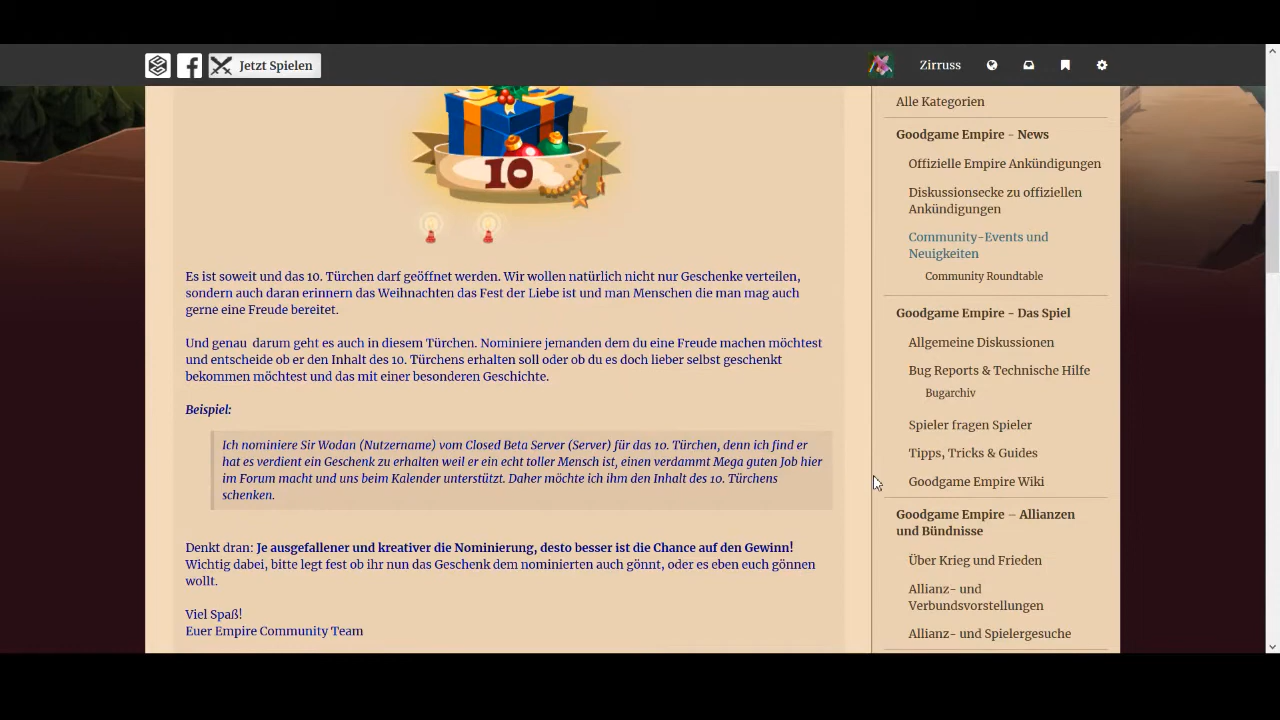 Jetzt Spielen
Zirruss
10
Es ist soweit und das 10. Türchen darf geöffnet werden. Wir wollen natürlich nicht nur Geschenke verteilen,
sondern auch daran erinnern das Weihnachten das Fest der Liebe ist und man Menschen die man mag auch
gerne eine Freude bereitet.
Und genau  darum geht es auch in diesem Türchen. Nominiere jemanden dem du eine Freude machen möchtest
und entscheide ob er den Inhalt des 10. Türchens erhalten soll oder ob du es doch lieber selbst geschenkt
bekommen möchtest und das mit einer besonderen Geschichte.
Beispiel:
Ich nominiere Sir Wodan (Nutzername) vom Closed Beta Server (Server) für das 10. Türchen, denn ich find er
hat es verdient ein Geschenk zu erhalten weil er ein echt toller Mensch ist, einen verdammt Mega guten Job hier
im Forum macht und uns beim Kalender unterstützt. Daher möchte ich ihm den Inhalt des 10. Türchens
schenken.
Denkt dran: Je ausgefallener und kreativer die Nominierung, desto besser ist die Chance auf den Gewinn!
Wichtig dabei, bitte legt fest ob ihr nun das Geschenk dem nominierten auch gönnt, oder es eben euch gönnen
wollt.
Viel Spaß!
Euer Empire Community Team
Alle Kategorien
Goodgame Empire - News
Offizielle Empire Ankündigungen
Diskussionsecke zu offiziellen
Ankündigungen
Community-Events und
Neuigkeiten
Community Roundtable
Goodgame Empire - Das Spiel
Allgemeine Diskussionen
Bug Reports & Technische Hilfe
Bugarchiv
Spieler fragen Spieler
Tipps, Tricks & Guides
Goodgame Empire Wiki
Goodgame Empire – Allianzen
und Bündnisse
Über Krieg und Frieden
Allianz- und
Verbundsvorstellungen
Allianz- und Spielergesuche